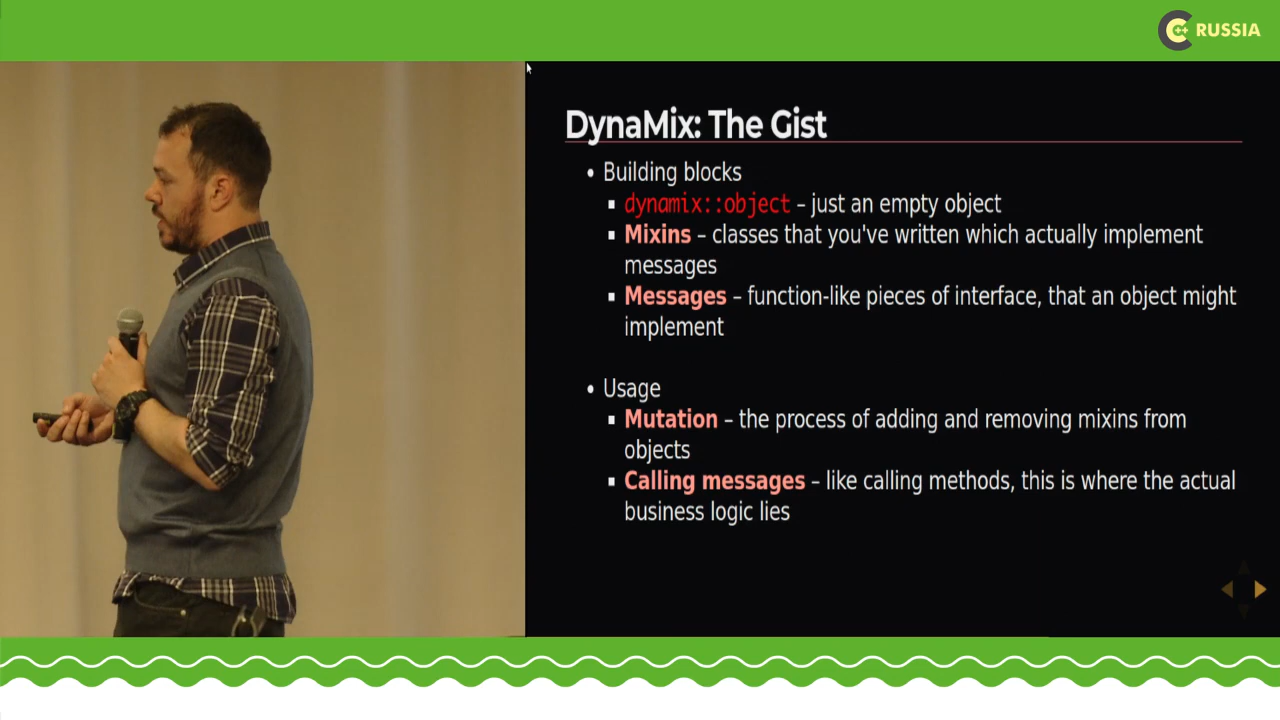 C++ RUSSIA
DynaMix: The Gist
• Building blocks
▪ dynamix::object – just an empty object
▪ Mixins – classes that you've written which actually implement
messages
▪ Messages – function-like pieces of interface, that an object might
implement
• Usage
▪ Mutation – the process of adding and removing mixins from
objects
▪ Calling messages – like calling methods, this is where the actual
business logic lies